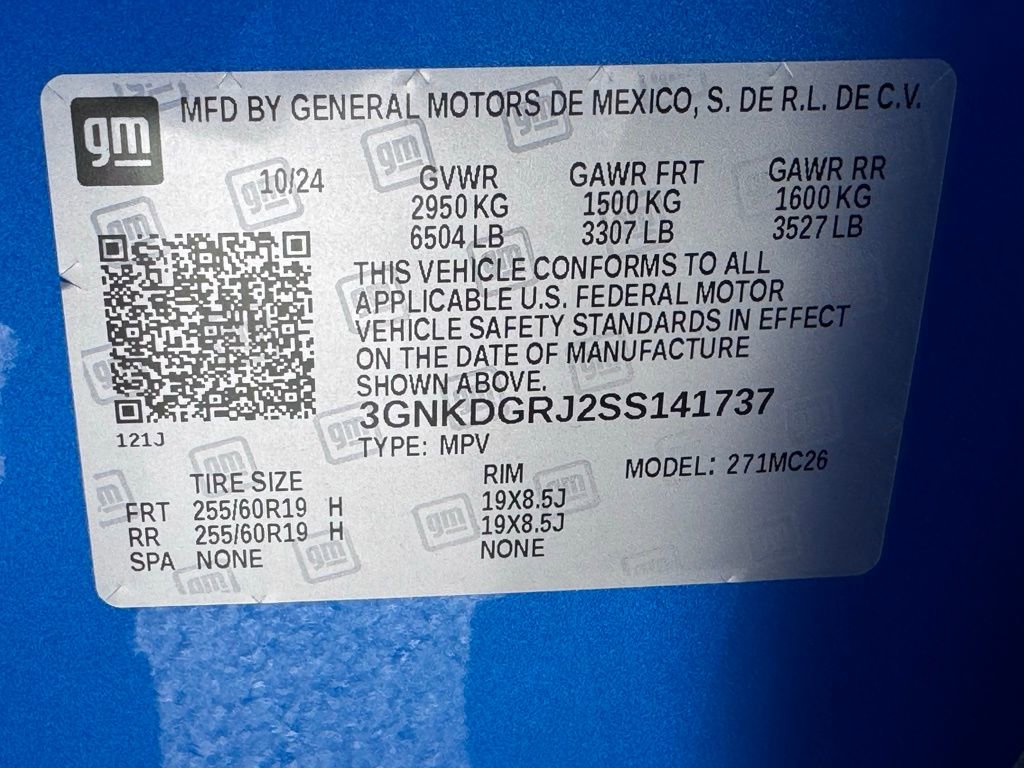 gm MFD BY GENERAL MOTORS DE MEXICO, S. DE R.L. DE C.V.
10/24 GVWR GAWR FRT GAWR RR
2950 KG 1500 KG 1600 KG
6504 LB 3307 LB 3527 LB
THIS VEHICLE CONFORMS TO ALL
APPLICABLE U.S. FEDERAL MOTOR
VEHICLE SAFETY STANDARDS IN EFFECT
ON THE DATE OF MANUFACTURE
SHOWN ABOVE.
3GNKDGRJ2SS141737
121J
TYPE: MPV
TIRE SIZE RIM MODEL: 271MC26
FRT 255/60R19 H 19X8.5J
RR 255/60R19 H 19X8.5J
SPA NONE NONE